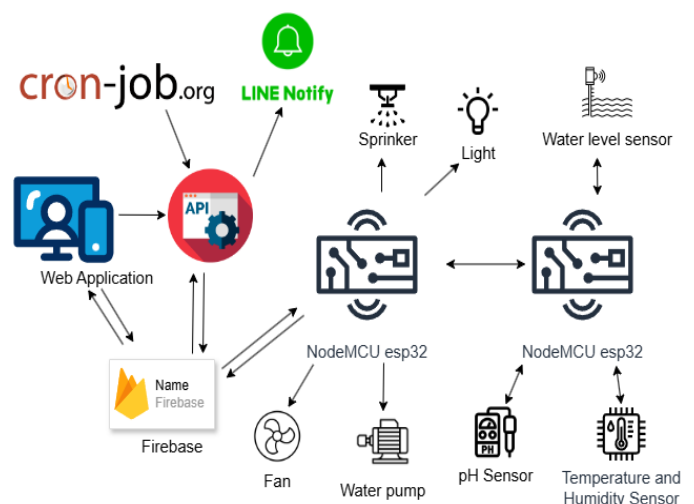 cron-job.org
LINE Notify
Sprinker
Light
Water level sensor
API
Web Application
NodeMCU esp32
NodeMCU esp32
Name
Firebase
Firebase
Fan
Water pump
PH
pH Sensor
Temperature and
Humidity Sensor